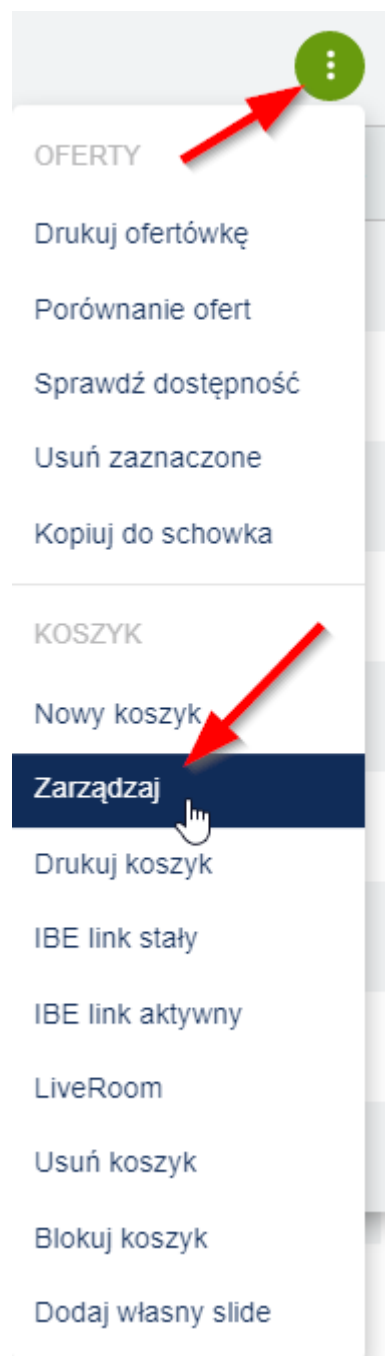 OFERTY
Drukuj ofertówkę
Porównanie ofert
Sprawdź dostępność
Usuń zaznaczone
Kopiuj do schowka
KOSZYK
Nowy koszyk
Zarządzaj
Drukuj koszyk
IBE link stały
IBE link aktywny
LiveRoom
Usuń koszyk
Blokuj koszyk
Dodaj własny slide